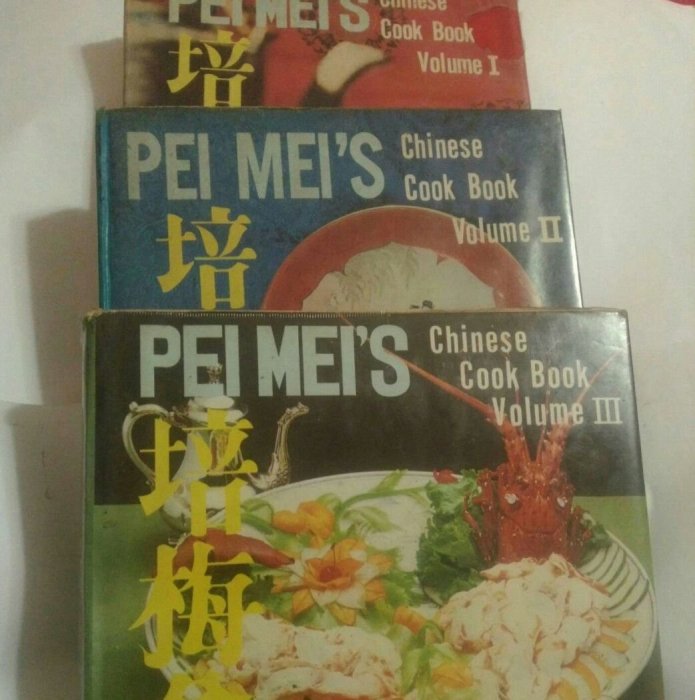 PEI MEI'S
Chinese
Cook Book
Volume I
培
PEI MEI'S
Chinese
Cook Book
Volume II
培
PEI MEI'S
Chinese
Cook Book
Volume III
培
梅
食